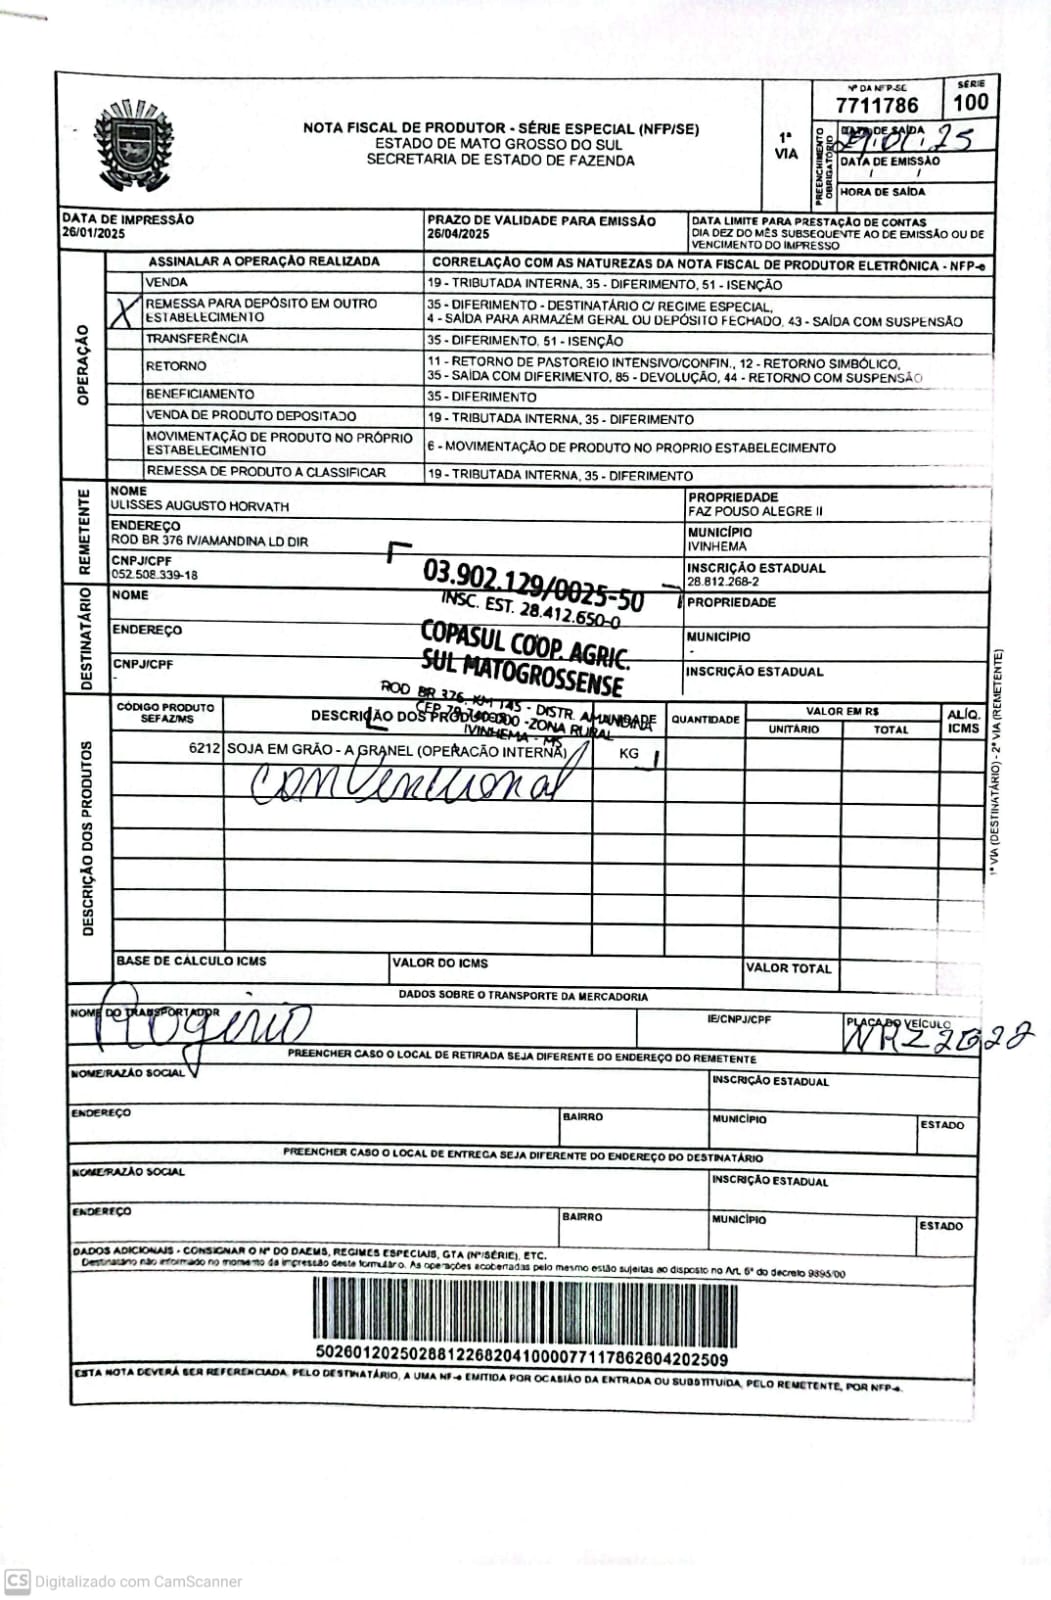 Nº DA NFP-SE
7711786
SÉRIE
100
NOTA FISCAL DE PRODUTOR - SÉRIE ESPECIAL (NFP/SE)
ESTADO DE MATO GROSSO DO SUL
SECRETARIA DE ESTADO DE FAZENDA
1ª
VIA
PREENCHIMENTO
OBRIGATÓRIO
DATA DE SAÍDA
DATA DE EMISSÃO
/ /
HORA DE SAÍDA
DATA DE IMPRESSÃO
26/01/2025
PRAZO DE VALIDADE PARA EMISSÃO
26/04/2025
DATA LIMITE PARA PRESTAÇÃO DE CONTAS
DIA DEZ DO MÊS SUBSEQUENTE AO DE EMISSÃO OU DE
VENCIMENTO DO IMPRESSO
OPERAÇÃO
ASSINALAR A OPERAÇÃO REALIZADA
CORRELAÇÃO COM AS NATUREZAS DA NOTA FISCAL DE PRODUTOR ELETRÔNICA - NFP-e
VENDA
19 - TRIBUTADA INTERNA, 35 - DIFERIMENTO, 51 - ISENÇÃO
X
REMESSA PARA DEPÓSITO EM OUTRO
ESTABELECIMENTO
35 - DIFERIMENTO - DESTINATÁRIO C/ REGIME ESPECIAL,
4 - SAÍDA PARA ARMAZÉM GERAL OU DEPÓSITO FECHADO, 43 - SAÍDA COM SUSPENSÃO
TRANSFERÊNCIA
35 - DIFERIMENTO, 51 - ISENÇÃO
RETORNO
11 - RETORNO DE PASTOREIO INTENSIVO/CONFIN., 12 - RETORNO SIMBÓLICO,
35 - SAÍDA COM DIFERIMENTO, 85 - DEVOLUÇÃO, 44 - RETORNO COM SUSPENSÃO
BENEFICIAMENTO
35 - DIFERIMENTO
VENDA DE PRODUTO DEPOSITADO
19 - TRIBUTADA INTERNA, 35 - DIFERIMENTO
MOVIMENTAÇÃO DE PRODUTO NO PRÓPRIO
ESTABELECIMENTO
6 - MOVIMENTAÇÃO DE PRODUTO NO PROPRIO ESTABELECIMENTO
REMESSA DE PRODUTO A CLASSIFICAR
19 - TRIBUTADA INTERNA, 35 - DIFERIMENTO
REMETENTE
NOME
ULISSES AUGUSTO HORVATH
PROPRIEDADE
FAZ POUSO ALEGRE II
ENDEREÇO
ROD BR 376 IV/AMANDINA LD DIR
MUNICÍPIO
IVINHEMA
CNPJ/CPF
052.508.339-18
INSCRIÇÃO ESTADUAL
28.812.268-2
DESTINATÁRIO
NOME
PROPRIEDADE
ENDEREÇO
MUNICÍPIO
-
CNPJ/CPF
-
INSCRIÇÃO ESTADUAL
03.902.129/0025-50
INSC. EST. 28.412.650-0
COPASUL COOP. AGRIC.
SUL MATOGROSSENSE
ROD BR 376, KM 145 - DISTR. AMANDINA
CEP 79.740-000 - ZONA RURAL
IVINHEMA - MS
DESCRIÇÃO DOS PRODUTOS
CÓDIGO PRODUTO
SEFAZ/MS
DESCRIÇÃO DOS PRODUTOS
UNIDADE
QUANTIDADE
VALOR EM R$
UNITÁRIO
TOTAL
ALÍQ.
ICMS
6212 SOJA EM GRÃO - A GRANEL (OPERACÃO INTERNA)
KG
convencional
BASE DE CÁLCULO ICMS
VALOR DO ICMS
VALOR TOTAL
DADOS SOBRE O TRANSPORTE DA MERCADORIA
NOME DO TRANSPORTADOR
Rogério
IE/CNPJ/CPF
PLACA DO VEÍCULO
PREENCHER CASO O LOCAL DE RETIRADA SEJA DIFERENTE DO ENDEREÇO DO REMETENTE
NOME/RAZÃO SOCIAL
INSCRIÇÃO ESTADUAL
ENDEREÇO
BAIRRO
MUNICÍPIO
ESTADO
PREENCHER CASO O LOCAL DE ENTREGA SEJA DIFERENTE DO ENDEREÇO DO DESTINATÁRIO
NOME/RAZÃO SOCIAL
INSCRIÇÃO ESTADUAL
ENDEREÇO
BAIRRO
MUNICÍPIO
ESTADO
DADOS ADICIONAIS - CONSIGNAR O Nº DO DAEMS, REGIMES ESPECIAIS, GTA (Nº/SÉRIE), ETC.
Destinatário não informado no momento da impressão deste formulário. As operações acobertadas pelo mesmo estão sujeitas ao disposto no Art. 6º do decreto 9895/00
50260120250288122682041000077117862604202509
ESTA NOTA DEVERÁ SER REFERENCIADA, PELO DESTINATÁRIO, A UMA NF-e EMITIDA POR OCASIÃO DA ENTRADA OU SUBSTITUIDA, PELO REMETENTE, POR NFP-e.
1ª VIA (DESTINATÁRIO) - 2ª VIA (REMETENTE)
CS Digitalizado com CamScanner